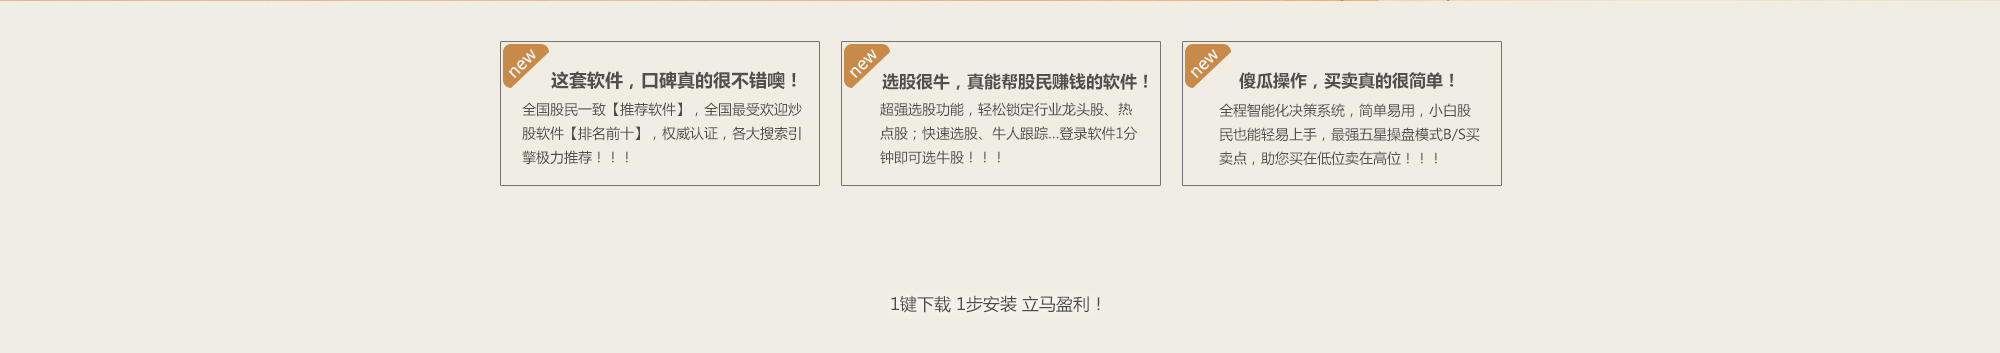 new
这套软件，口碑真的很不错噢！
全国股民一致【推荐软件】，全国最受欢迎炒
股软件【排名前十】，权威认证，各大搜索引
擎极力推荐！！！
new
选股很牛，真能帮股民赚钱的软件！
超强选股功能，轻松锁定行业龙头股、热
点股；快速选股、牛人跟踪...登录软件1分
钟即可选牛股！！！
new
傻瓜操作，买卖真的很简单！
全程智能化决策系统，简单易用，小白股
民也能轻易上手，最强五星操盘模式B/S买
卖点，助您买在低位卖在高位！！！
1键下载 1步安装 立马盈利！